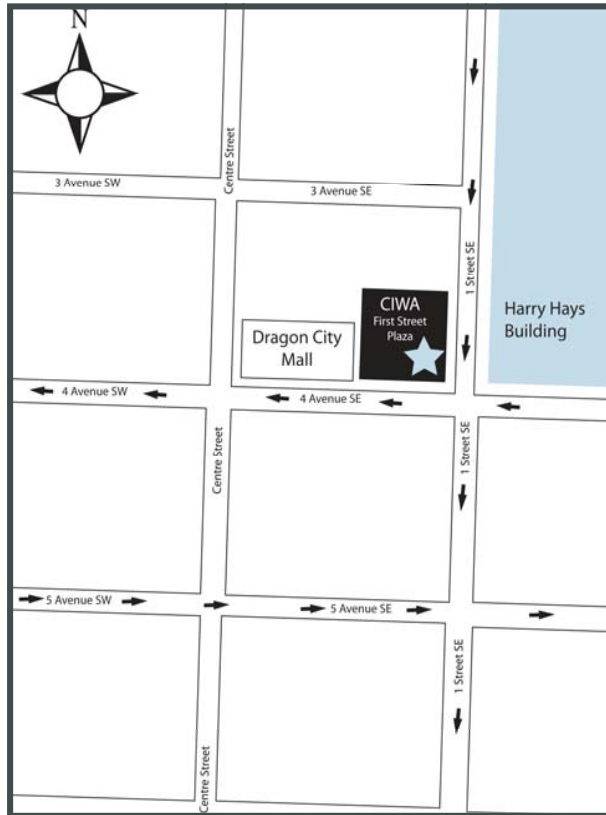 N
Centre Street
3 Avenue SW
3 Avenue SE
1 Street SE
CIWA
First Street
Plaza
Harry Hays
Building
Dragon City
Mall
4 Avenue SW
4 Avenue SE
Centre Street
1 Street SE
5 Avenue SW
5 Avenue SE
1 Street SE
Centre Street